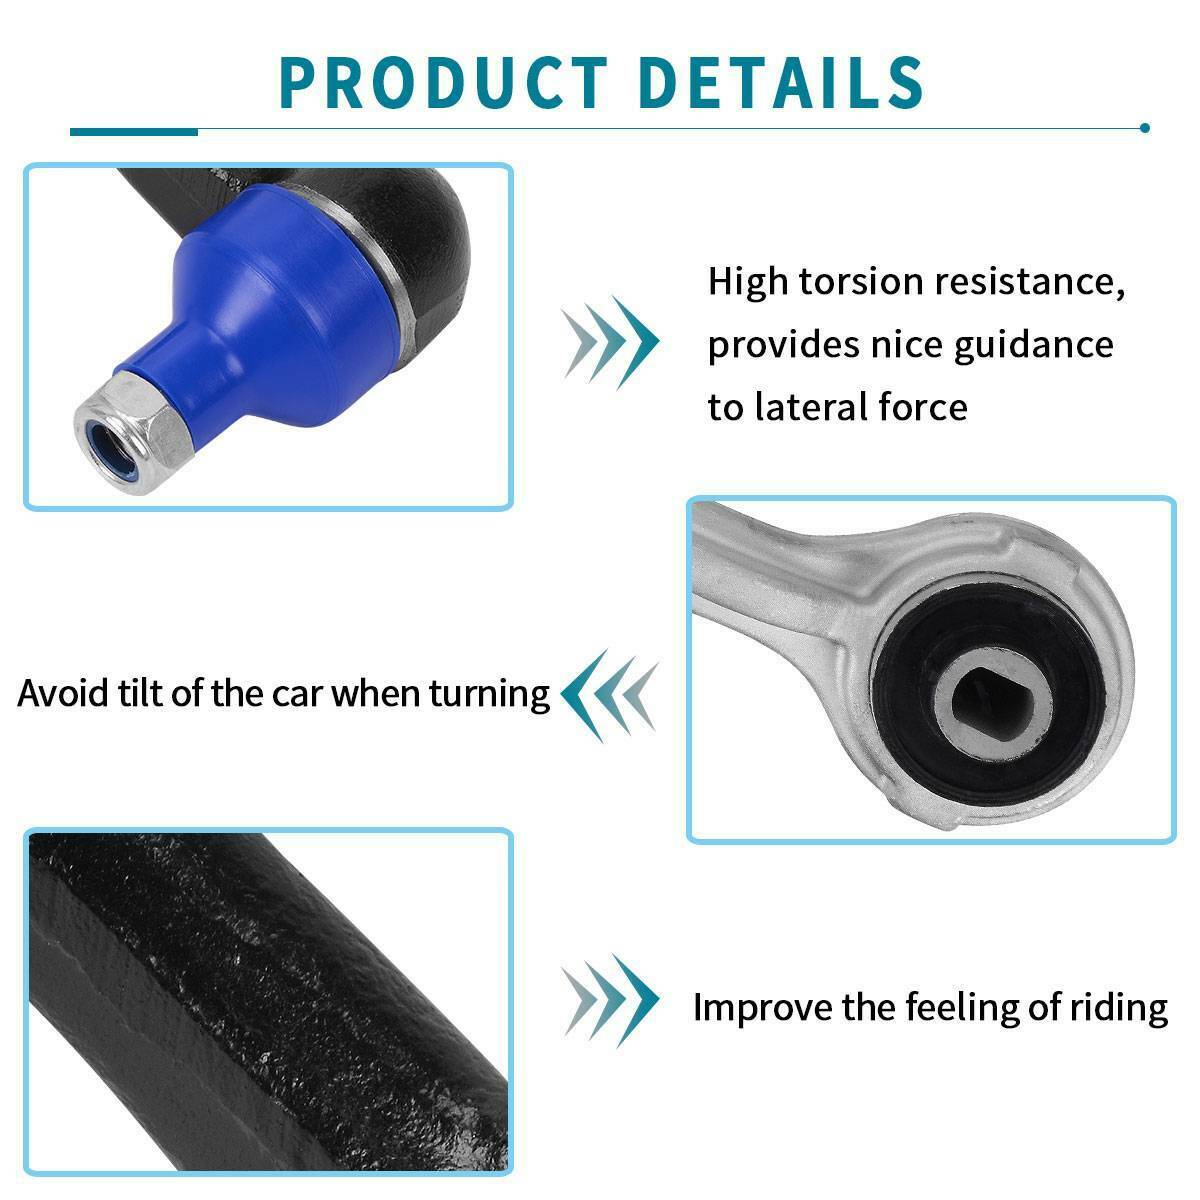 PRODUCT DETAILS
High torsion resistance,
provides nice guidance
to lateral force
Avoid tilt of the car when turning
Improve the feeling of riding